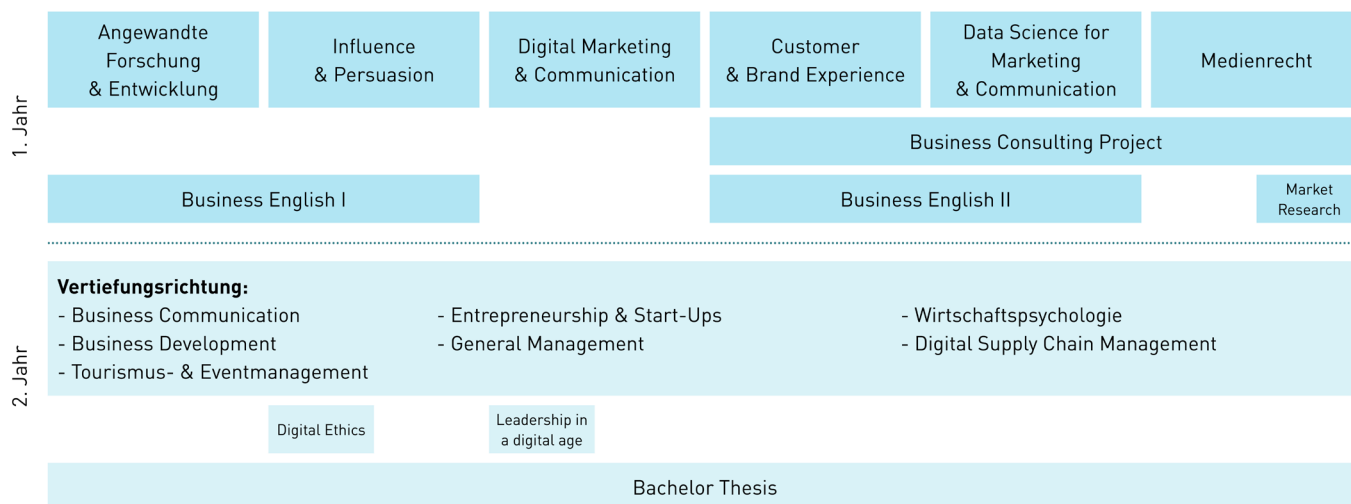 1. Jahr
Angewandte
Forschung
& Entwicklung
Influence
& Persuasion
Digital Marketing
& Communication
Customer
& Brand Experience
Data Science for
Marketing
& Communication
Medienrecht
Business Consulting Project
Business English I
Business English II
Market
Research
2. Jahr
Vertiefungsrichtung:
- Business Communication
- Business Development
- Tourismus- & Eventmanagement
- Entrepreneurship & Start-Ups
- General Management
- Wirtschaftspsychologie
- Digital Supply Chain Management
Digital Ethics
Leadership in
a digital age
Bachelor Thesis